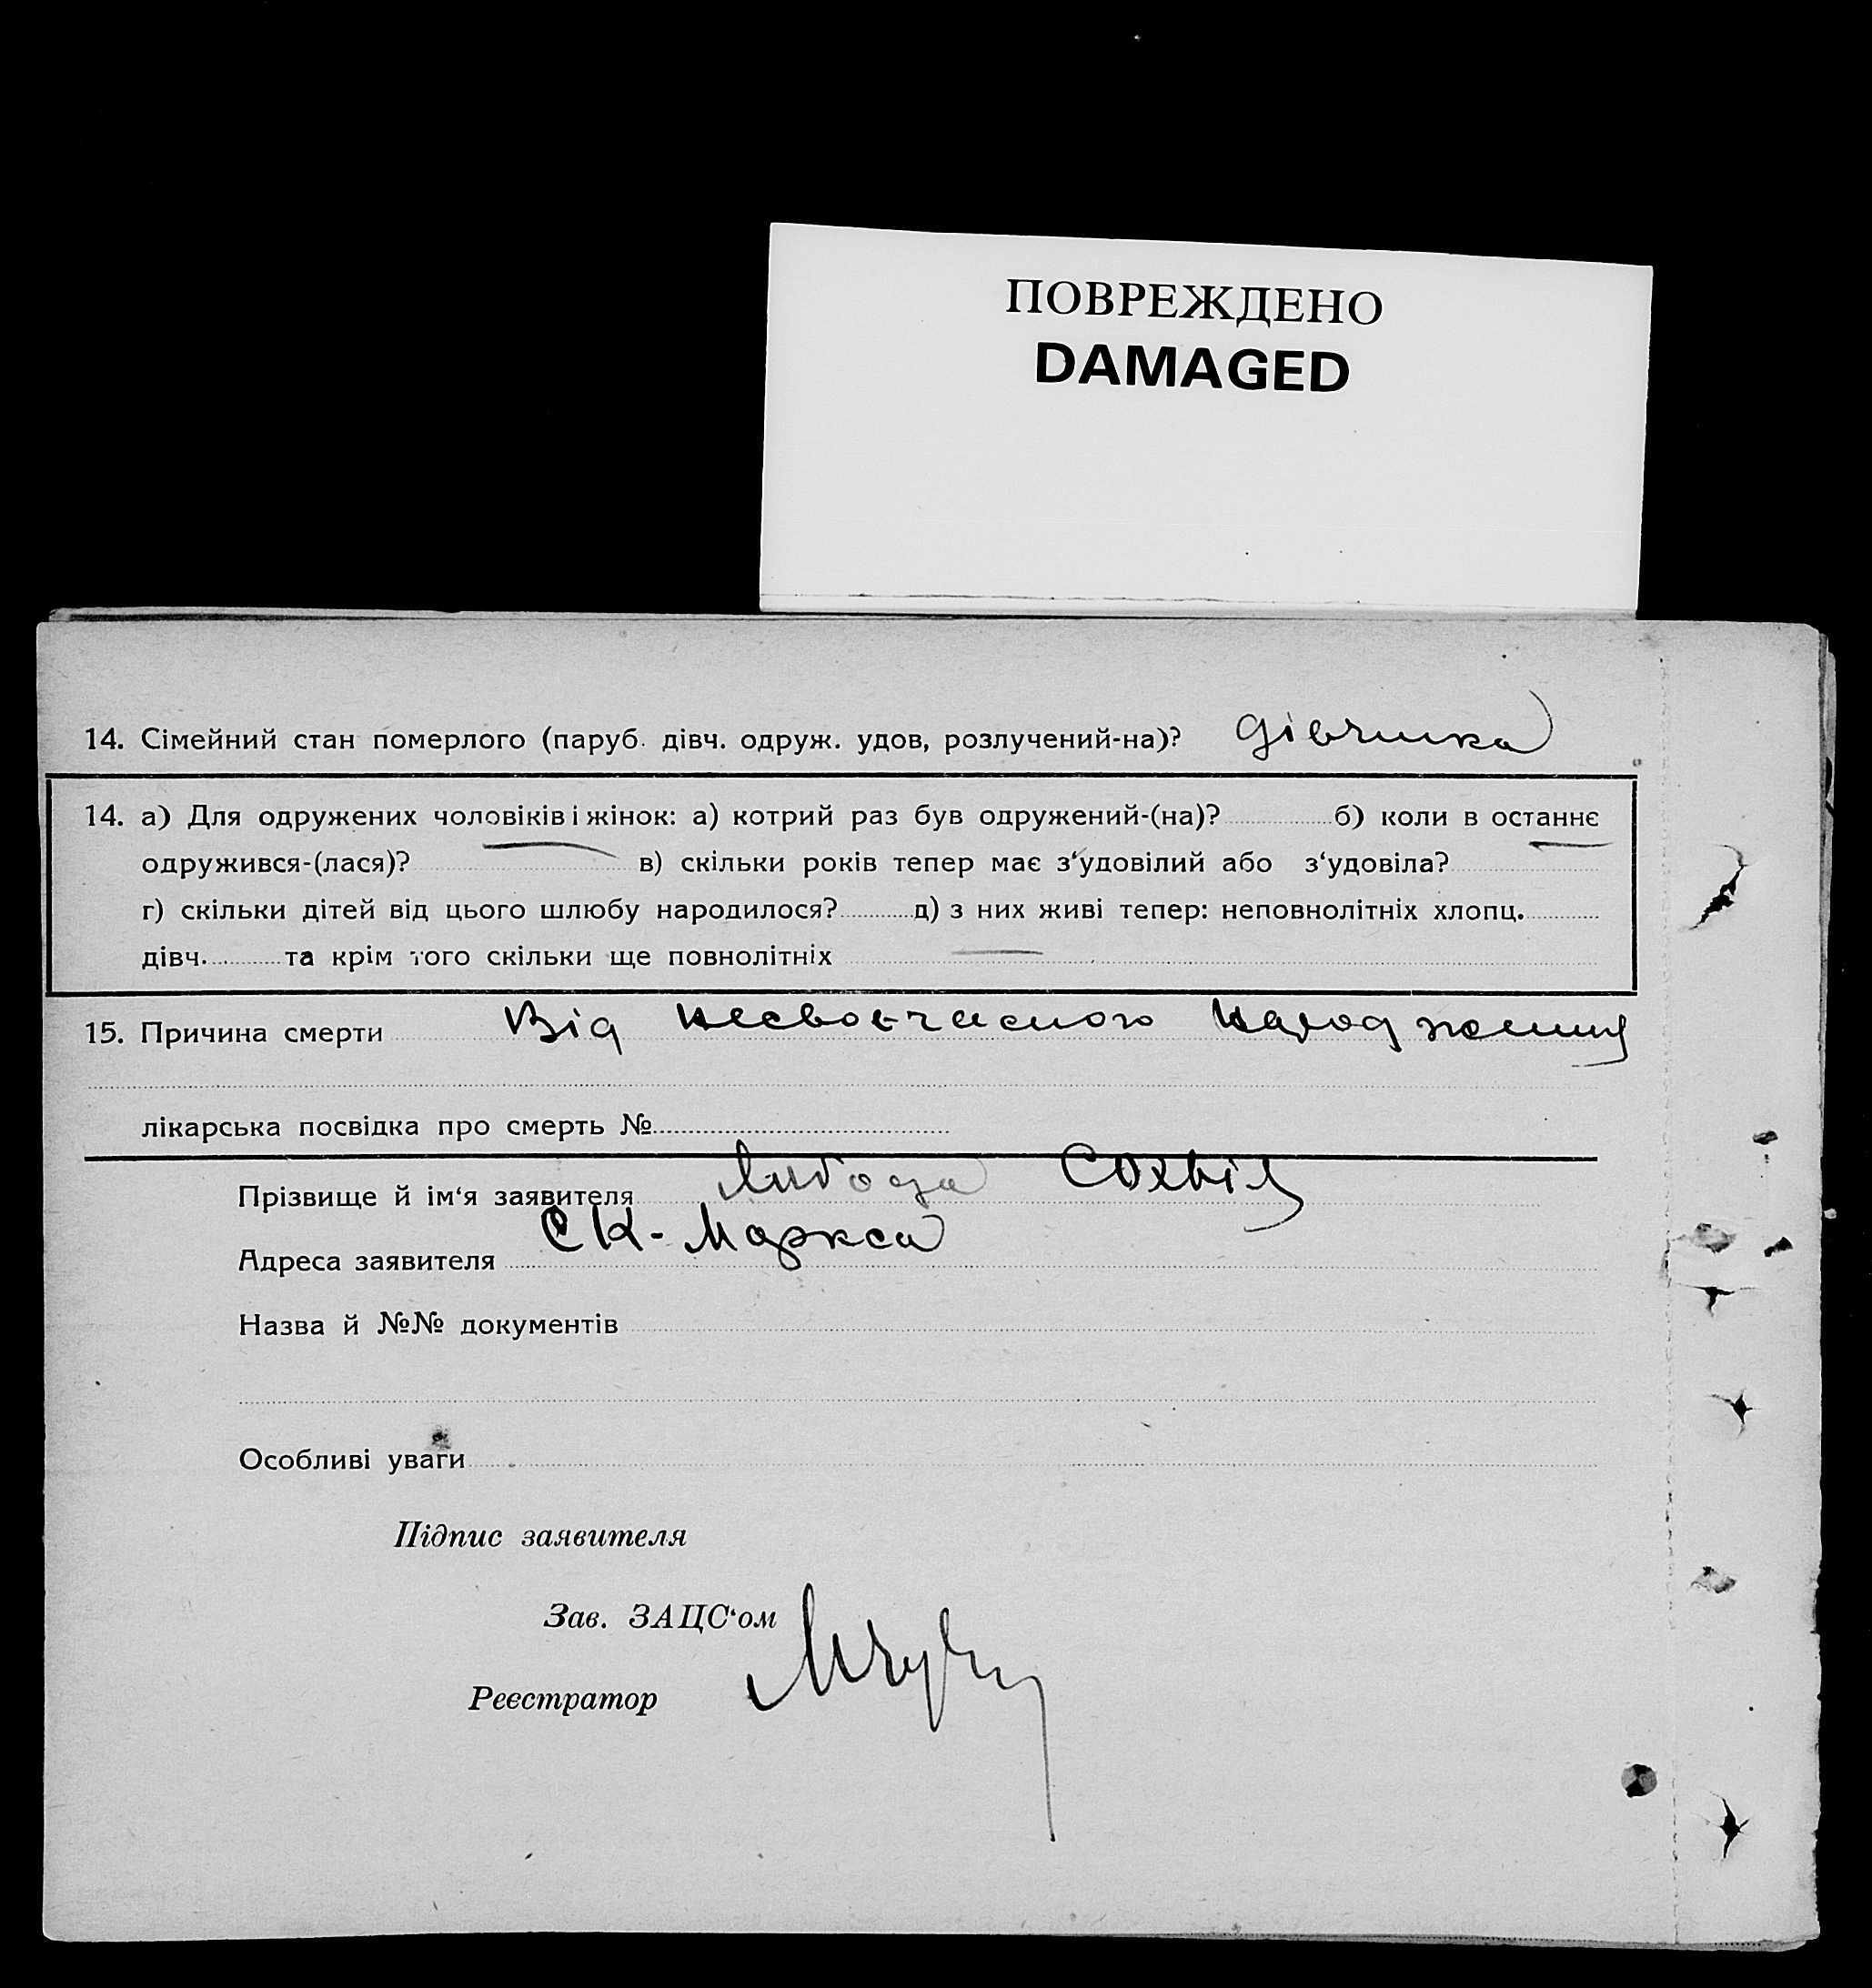 ПОВРЕЖДЕНО
DAMAGED
14. Сімейний стан померлого (паруб. дівч. одруж. удов, розлучений-на)? дівчинка
14. а) Для одружених чоловіків і жінок: а) котрий раз був одружений-(на)? б) коли в останнє
одружився-(лася)? в) скільки років тепер має з‘удовілий або з‘удовіла?
г) скільки дітей від цього шлюбу народилося? д) з них живі тепер: неповнолітніх хлопц.
дівч. та крім того скільки ще повнолітніх
15. Причина смерти Від несвоєчасного народження
лікарська посвідка про смерть №
Прізвище й ім‘я заявителя
Адреса заявителя С К-Маркса
Назва й №№ документів
Особливі уваги
Підпис заявителя
Зав. ЗАЦС‘ом
Реєстратор